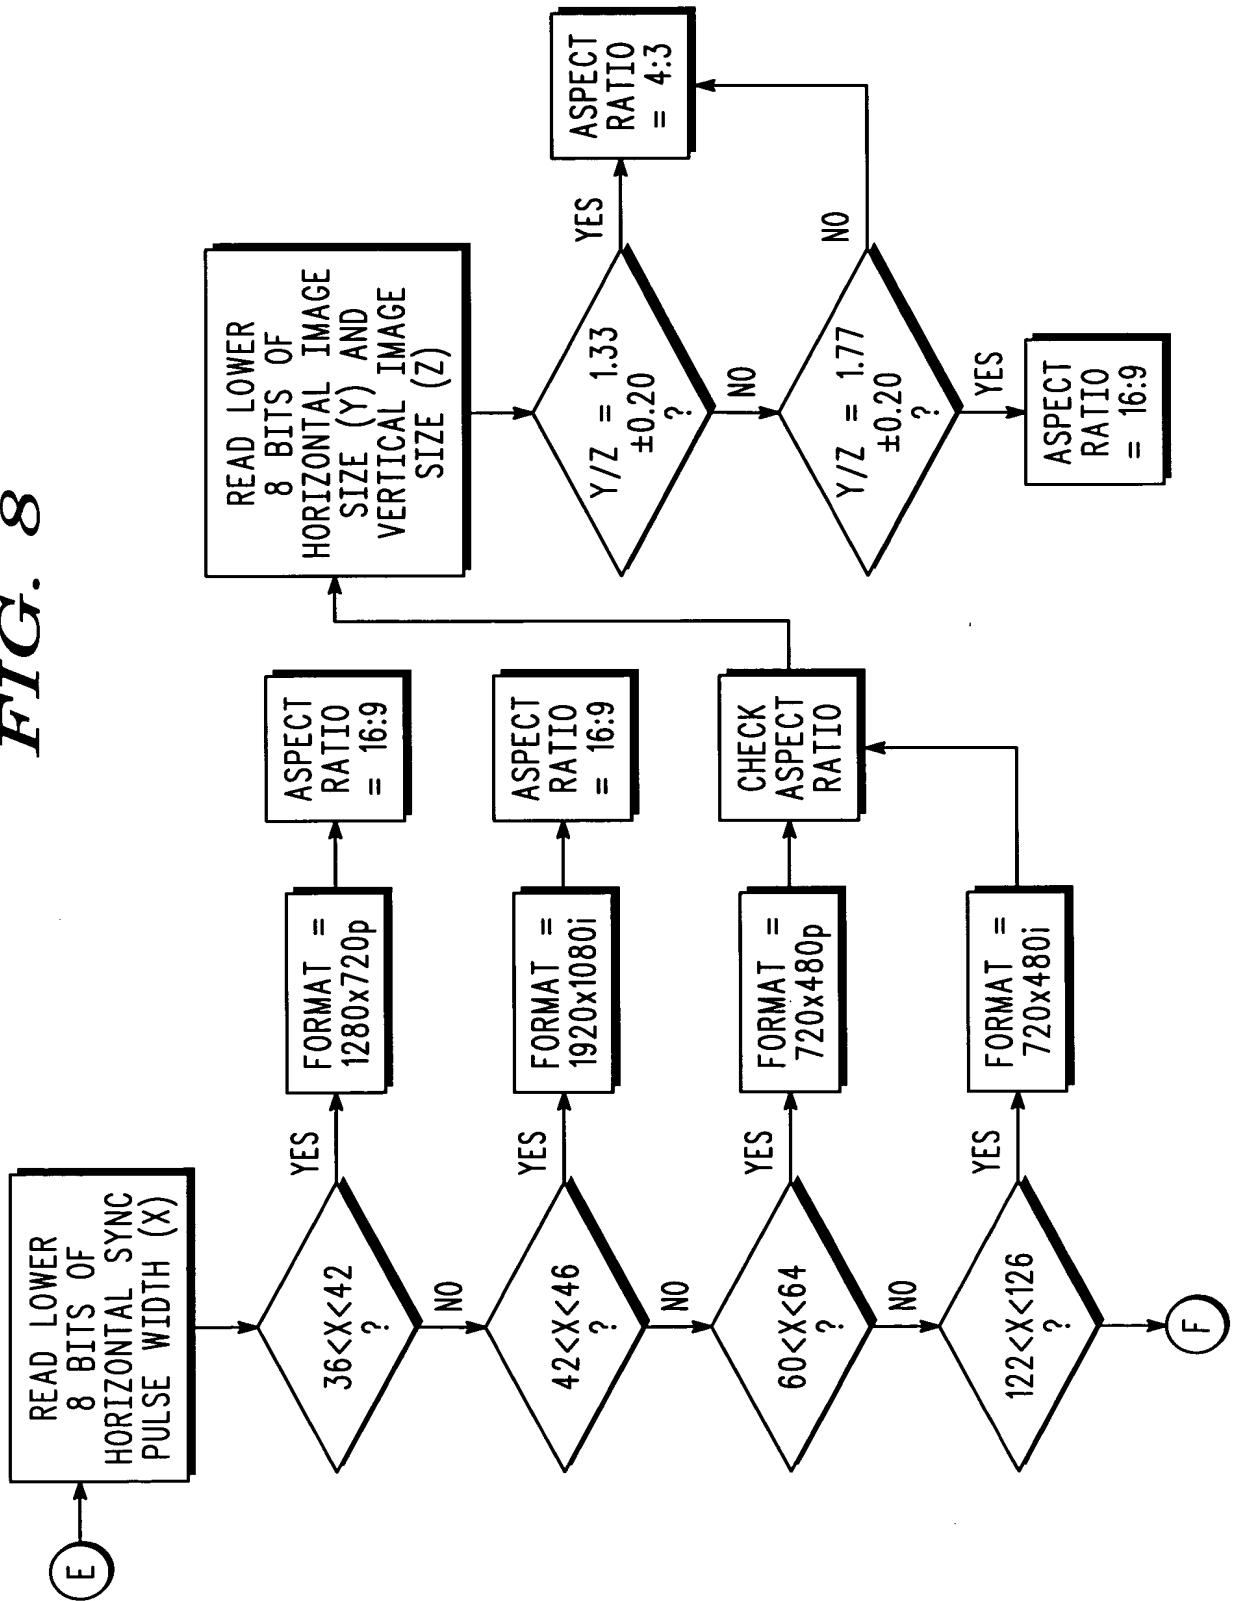 FIG. 8
E
READ LOWER
8 BITS OF
HORIZONTAL SYNC
PULSE WIDTH (X)
36<X<42
?
YES
FORMAT =
1280x720p
ASPECT
RATIO
= 16:9
NO
42<X<46
?
YES
FORMAT =
1920x1080i
ASPECT
RATIO
= 16:9
NO
60<X<64
?
YES
FORMAT =
720x480p
CHECK
ASPECT
RATIO
NO
122<X<126
?
YES
FORMAT =
720x480i
F
READ LOWER
8 BITS OF
HORIZONTAL IMAGE
SIZE (Y) AND
VERTICAL IMAGE
SIZE (Z)
Y/Z = 1.33
±0.20
?
YES
ASPECT
RATIO
= 4:3
NO
Y/Z = 1.77
±0.20
?
NO
YES
ASPECT
RATIO
= 16:9